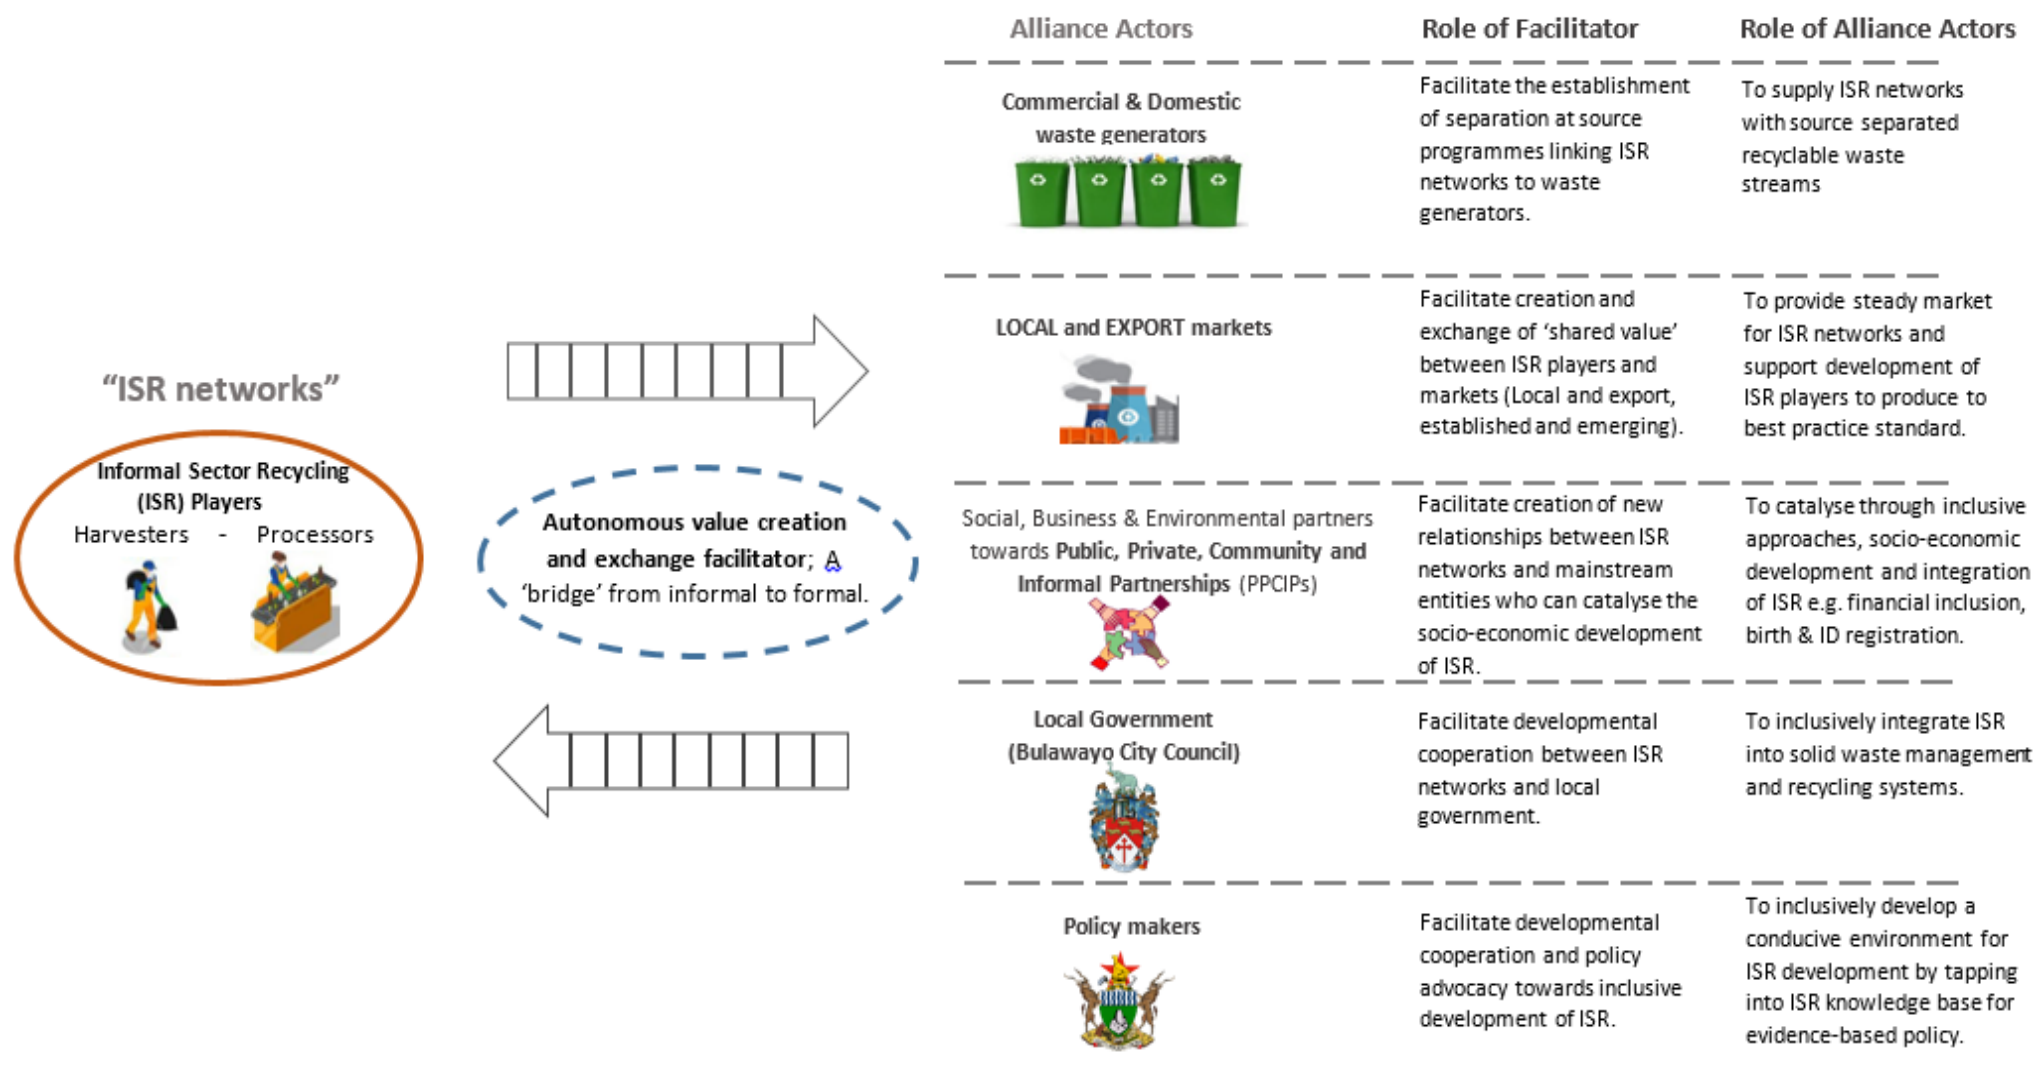 Alliance Actors
Role of Facilitator
Role of Alliance Actors
Commercial & Domestic
waste generators
Facilitate the establishment
of separation at source
programmes linking ISR
networks to waste
generators.
To supply ISR networks
with source separated
recyclable waste
streams
LOCAL and EXPORT markets
Facilitate creation and
exchange of ‘shared value’
between ISR players and
markets (Local and export,
established and emerging).
To provide steady market
for ISR networks and
support development of
ISR players to produce to
best practice standard.
“ISR networks”
Informal Sector Recycling
(ISR) Players
Harvesters - Processors
Autonomous value creation
and exchange facilitator; A
‘bridge’ from informal to formal.
Social, Business & Environmental partners
towards Public, Private, Community and
Informal Partnerships (PPCIPs)
Facilitate creation of new
relationships between ISR
networks and mainstream
entities who can catalyse the
socio-economic development
of ISR.
To catalyse through inclusive
approaches, socio-economic
development and integration
of ISR e.g. financial inclusion,
birth & ID registration.
Local Government
(Bulawayo City Council)
Facilitate developmental
cooperation between ISR
networks and local
government.
To inclusively integrate ISR
into solid waste management
and recycling systems.
Policy makers
Facilitate developmental
cooperation and policy
advocacy towards inclusive
development of ISR.
To inclusively develop a
conducive environment for
ISR development by tapping
into ISR knowledge base for
evidence-based policy.